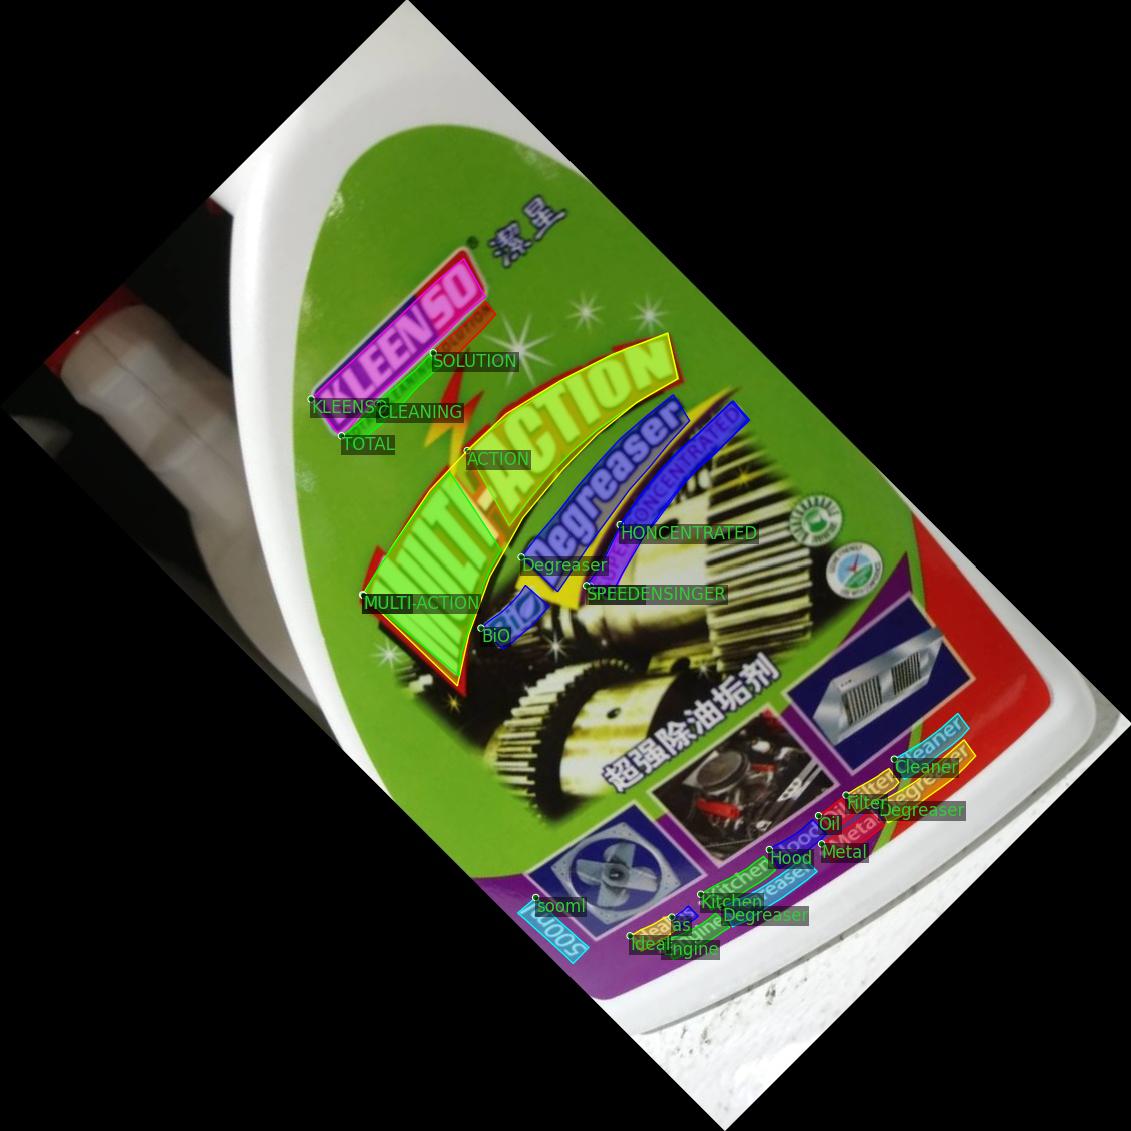 潔星
KLEENSO
TOTAL CLEANING SOLUTION
MULTI-ACTION
BiO Degreaser
超强除油垢剂
Ideal as Kitchen Hood Oil Filter Cleaner
Engine Degreaser Metal Degreaser
500ml